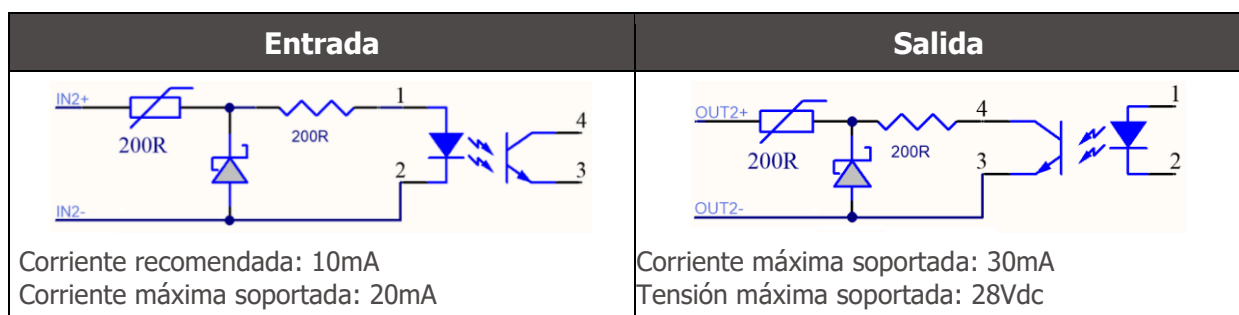 Entrada
Salida
IN2+
200R
200R
1
2
4
3
IN2-
Corriente recomendada: 10mA
Corriente máxima soportada: 20mA
OUT2+
200R
200R
4
3
1
2
OUT2-
Corriente máxima soportada: 30mA
Tensión máxima soportada: 28Vdc